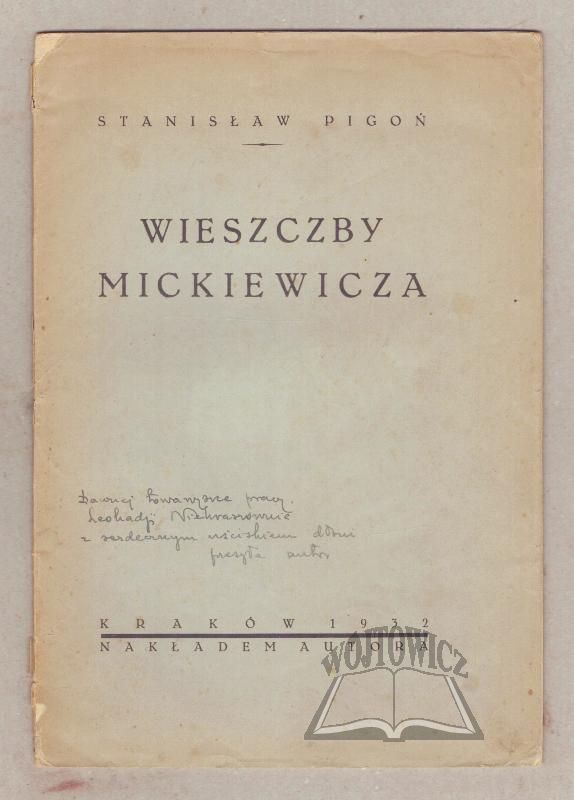 STANISŁAW PIGOŃ
WIESZCZBY
MICKIEWICZA
Dawnej towarzyszce pracy
Leokadji
z serdecznym uściskiem dłoni
przesyła autor
KRAKÓW 1932
NAKŁADEM AUTORA
WÓJTOWICZ